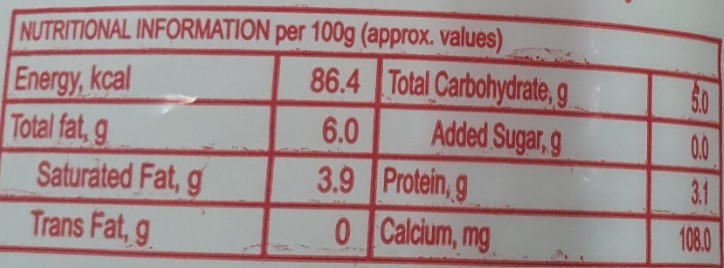 NUTRITIONAL INFORMATION per 100g (approx. values)
Energy, kcal 86.4 Total Carbohydrate, g 5.0
Total fat, g 6.0 Added Sugar, g 0.0
Saturated Fat, g 3.9 Protein, g 3.1
Trans Fat, g 0 Calcium, mg 108.0